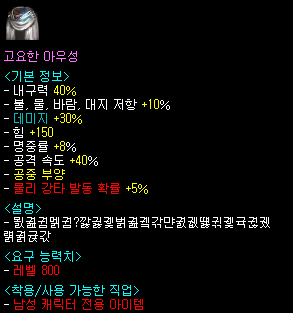 고요한 아우성
<기본 정보>
- 내구력 40%
- 불, 물, 바람, 대지 저항 +10%
- 데미지 +30%
- 힘 +150
- 명중률 +8%
- 공격 속도 +40%
- 공중 부양
- 물리 강타 발동 확률 +5%
<설명>
<요구 능력치>
- 레벨 800
<착용/사용 가능한 직업>
- 남성 캐릭터 전용 아이템